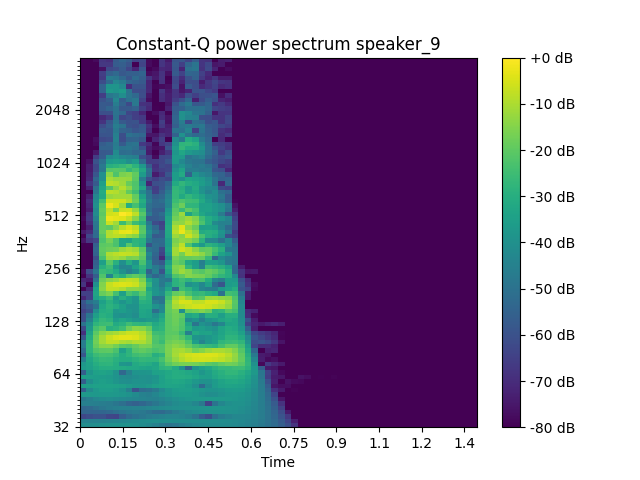 Constant-Q power spectrum speaker_9
Hz
2048
1024
512
256
128
64
32
0 0.15 0.3 0.45 0.6 0.75 0.9 1.1 1.2 1.4
Time
+0 dB
-10 dB
-20 dB
-30 dB
-40 dB
-50 dB
-60 dB
-70 dB
-80 dB